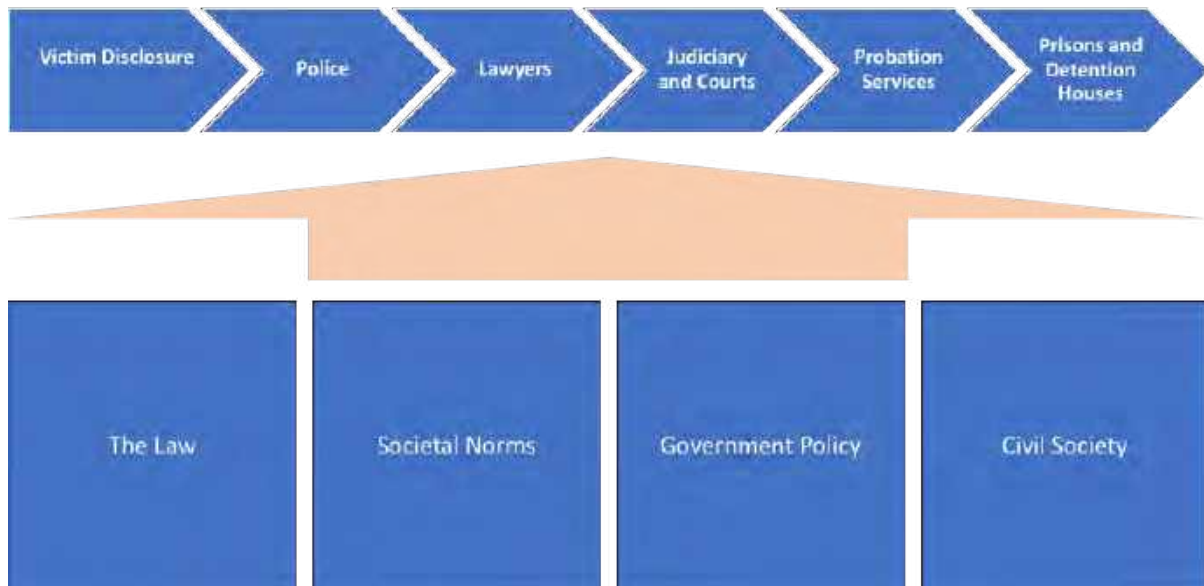 Victim Disclosure
Police
Lawyers
Judiciary
and Courts
Probation
Services
Prisons and
Detention
Houses
The Law
Societal Norms
Government Policy
Civil Society